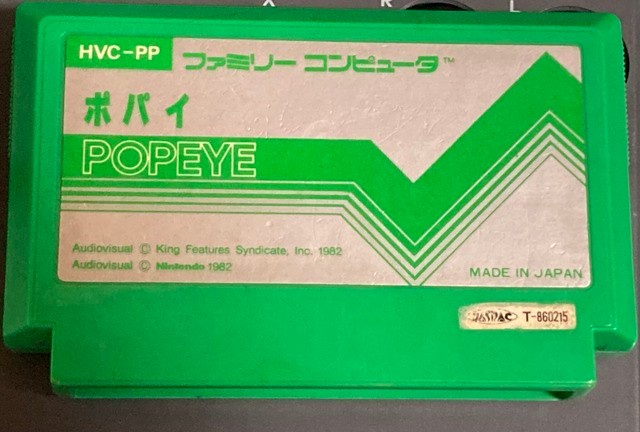 X R L
HVC-PP
ファミリー コンピュータ™
ポパイ
POPEYE
Audiovisual © King Features Syndicate, Inc. 1982
Audiovisual © Nintendo 1982
MADE IN JAPAN
JASRAC T-860215